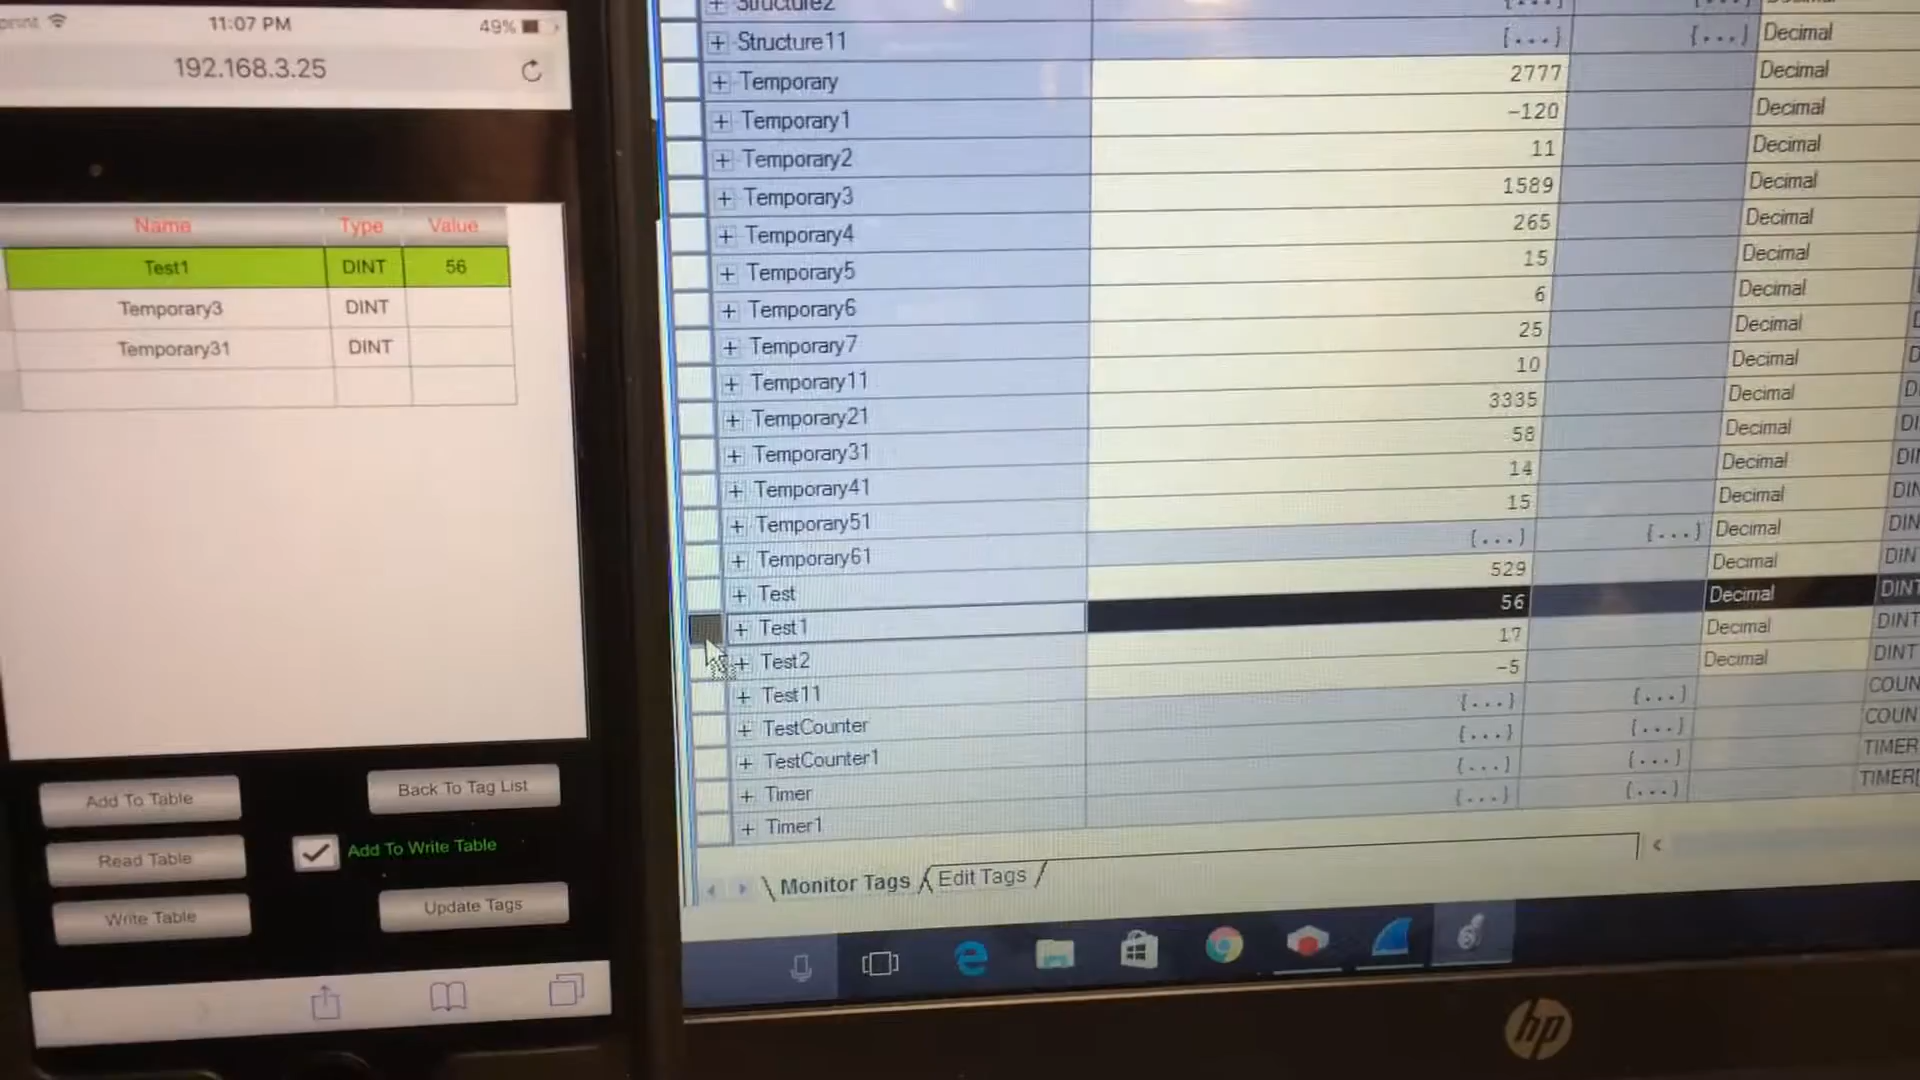 11:07 PM
49%
192.168.3.25
Name Type Value
Test1 DINT 56
Temporary3 DINT
Temporary31 DINT
Add To Table
Back To Tag List
Read Table
Add To Write Table
Write Table
Update Tags
+ Structure2 {...} {...}
+ Structure11 {...} {...} Decimal
+ Temporary 2777 Decimal
+ Temporary1 -120 Decimal
+ Temporary2 11 Decimal
+ Temporary3 1589 Decimal
+ Temporary4 265 Decimal
+ Temporary5 15 Decimal
+ Temporary6 6 Decimal
+ Temporary7 25 Decimal
+ Temporary11 10 Decimal
+ Temporary21 3335 Decimal
+ Temporary31 58 Decimal
+ Temporary41 14 Decimal
+ Temporary51 15 Decimal
+ Temporary61 {...} {...} Decimal
+ Test 529 Decimal
+ Test1 56 Decimal DINT
+ Test2 17 Decimal DINT
+ Test11 -5 Decimal DINT
+ TestCounter {...} {...} COUN
+ TestCounter1 {...} {...} COUN
+ Timer {...} {...} TIMER
+ Timer1 {...} {...} TIMER[
Monitor Tags Edit Tags
hp